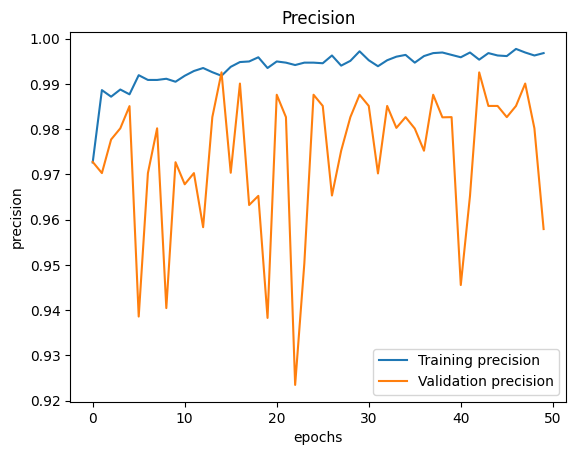 Precision
1.00
0.99
0.98
0.97
0.96
0.95
0.94
0.93
0.92
precision
Training precision
Validation precision
0 10 20 30 40 50
epochs